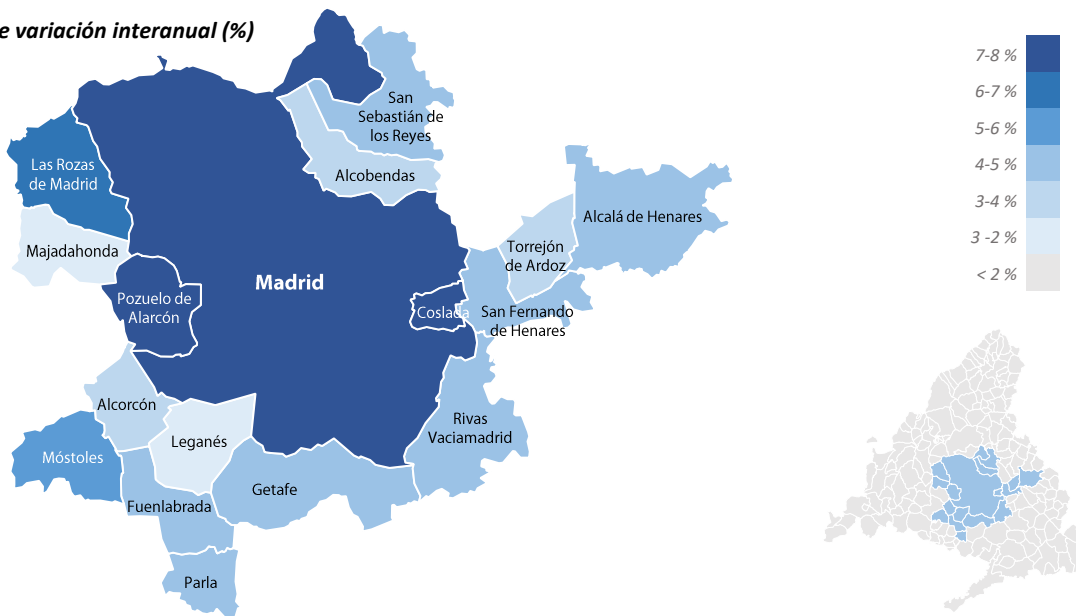 e variación interanual (%)
7-8 %
6-7 %
5-6 %
4-5 %
3-4 %
3 -2 %
< 2 %
San
Sebastián de
los Reyes
Las Rozas
de Madrid
Alcobendas
Alcalá de Henares
Majadahonda
Torrejón
de Ardoz
Madrid
Pozuelo de
Alarcón
Coslada
San Fernando
de Henares
Alcorcón
Leganés
Rivas
Vaciamadrid
Móstoles
Getafe
Fuenlabrada
Parla